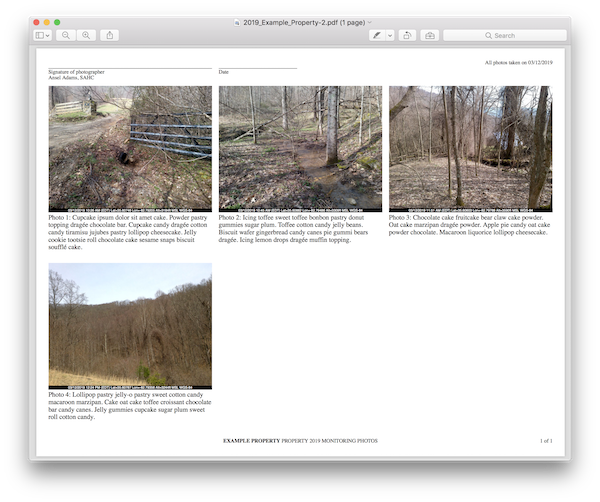 2019_Example_Property-2.pdf (1 page)
Search
All photos taken on 03/12/2019
Signature of photographer
Date
Ansel Adams, SAHC
Photo 1: Cupcake ipsum dolor sit amet cake. Powder pastry
topping dragée chocolate bar. Cupcake candy dragée cotton
candy tiramisu jujubes pastry lollipop cheesecake. Jelly
cookie tootsie roll chocolate cake sesame snaps biscuit
soufflé cake.
Photo 2: Icing toffee sweet toffee bonbon pastry donut
gummies sugar plum. Toffee cotton candy jelly beans.
Biscuit wafer gingerbread candy canes pie gummi bears
dragée. Icing lemon drops dragée muffin topping.
Photo 3: Chocolate cake fruitcake bear claw cake powder.
Oat cake marzipan dragée powder. Apple pie candy oat cake
powder chocolate. Macaroon liquorice lollipop cheesecake.
Photo 4: Lollipop pastry jelly-o pastry sweet cotton candy
macaroon marzipan. Cake oat cake toffee croissant chocolate
bar candy canes. Jelly gummies cupcake sugar plum sweet
roll cotton candy.
EXAMPLE PROPERTY PROPERTY 2019 MONITORING PHOTOS
1 of 1